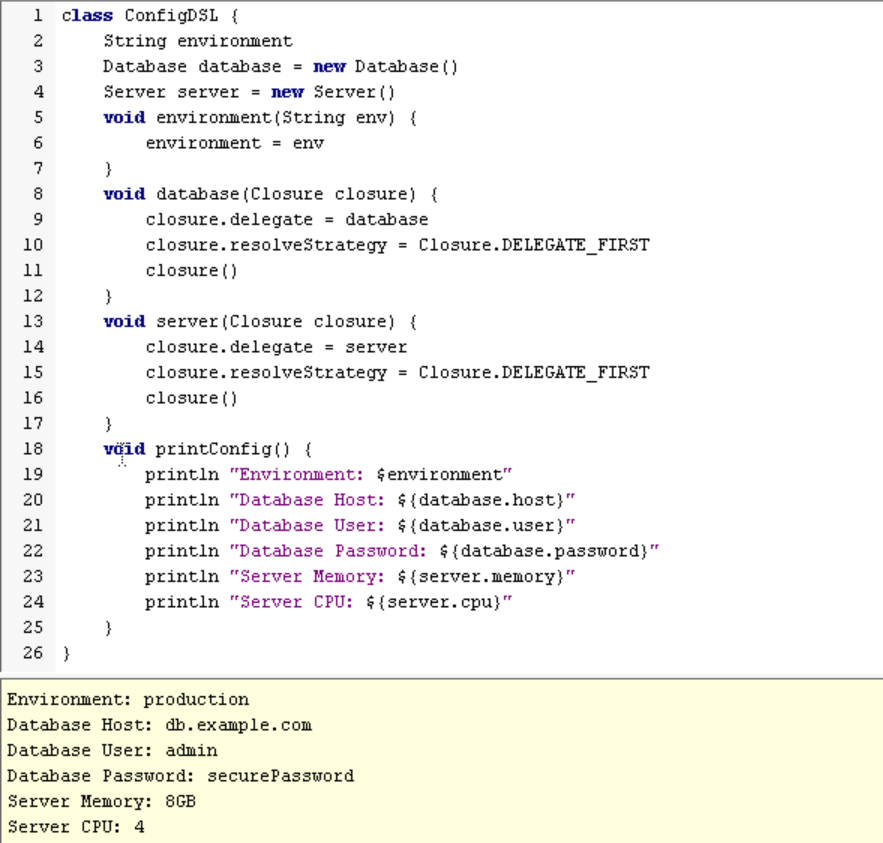 1 class ConfigDSL {
2     String environment
3     Database database = new Database()
4     Server server = new Server()
5     void environment(String env) {
6         environment = env
7     }
8     void database(Closure closure) {
9         closure.delegate = database
10         closure.resolveStrategy = Closure.DELEGATE_FIRST
11         closure()
12     }
13     void server(Closure closure) {
14         closure.delegate = server
15         closure.resolveStrategy = Closure.DELEGATE_FIRST
16         closure()
17     }
18     void printConfig() {
19         println "Environment: $environment"
20         println "Database Host: ${database.host}"
21         println "Database User: ${database.user}"
22         println "Database Password: ${database.password}"
23         println "Server Memory: ${server.memory}"
24         println "Server CPU: ${server.cpu}"
25     }
26 }
Environment: production
Database Host: db.example.com
Database User: admin
Database Password: securePassword
Server Memory: 8GB
Server CPU: 4